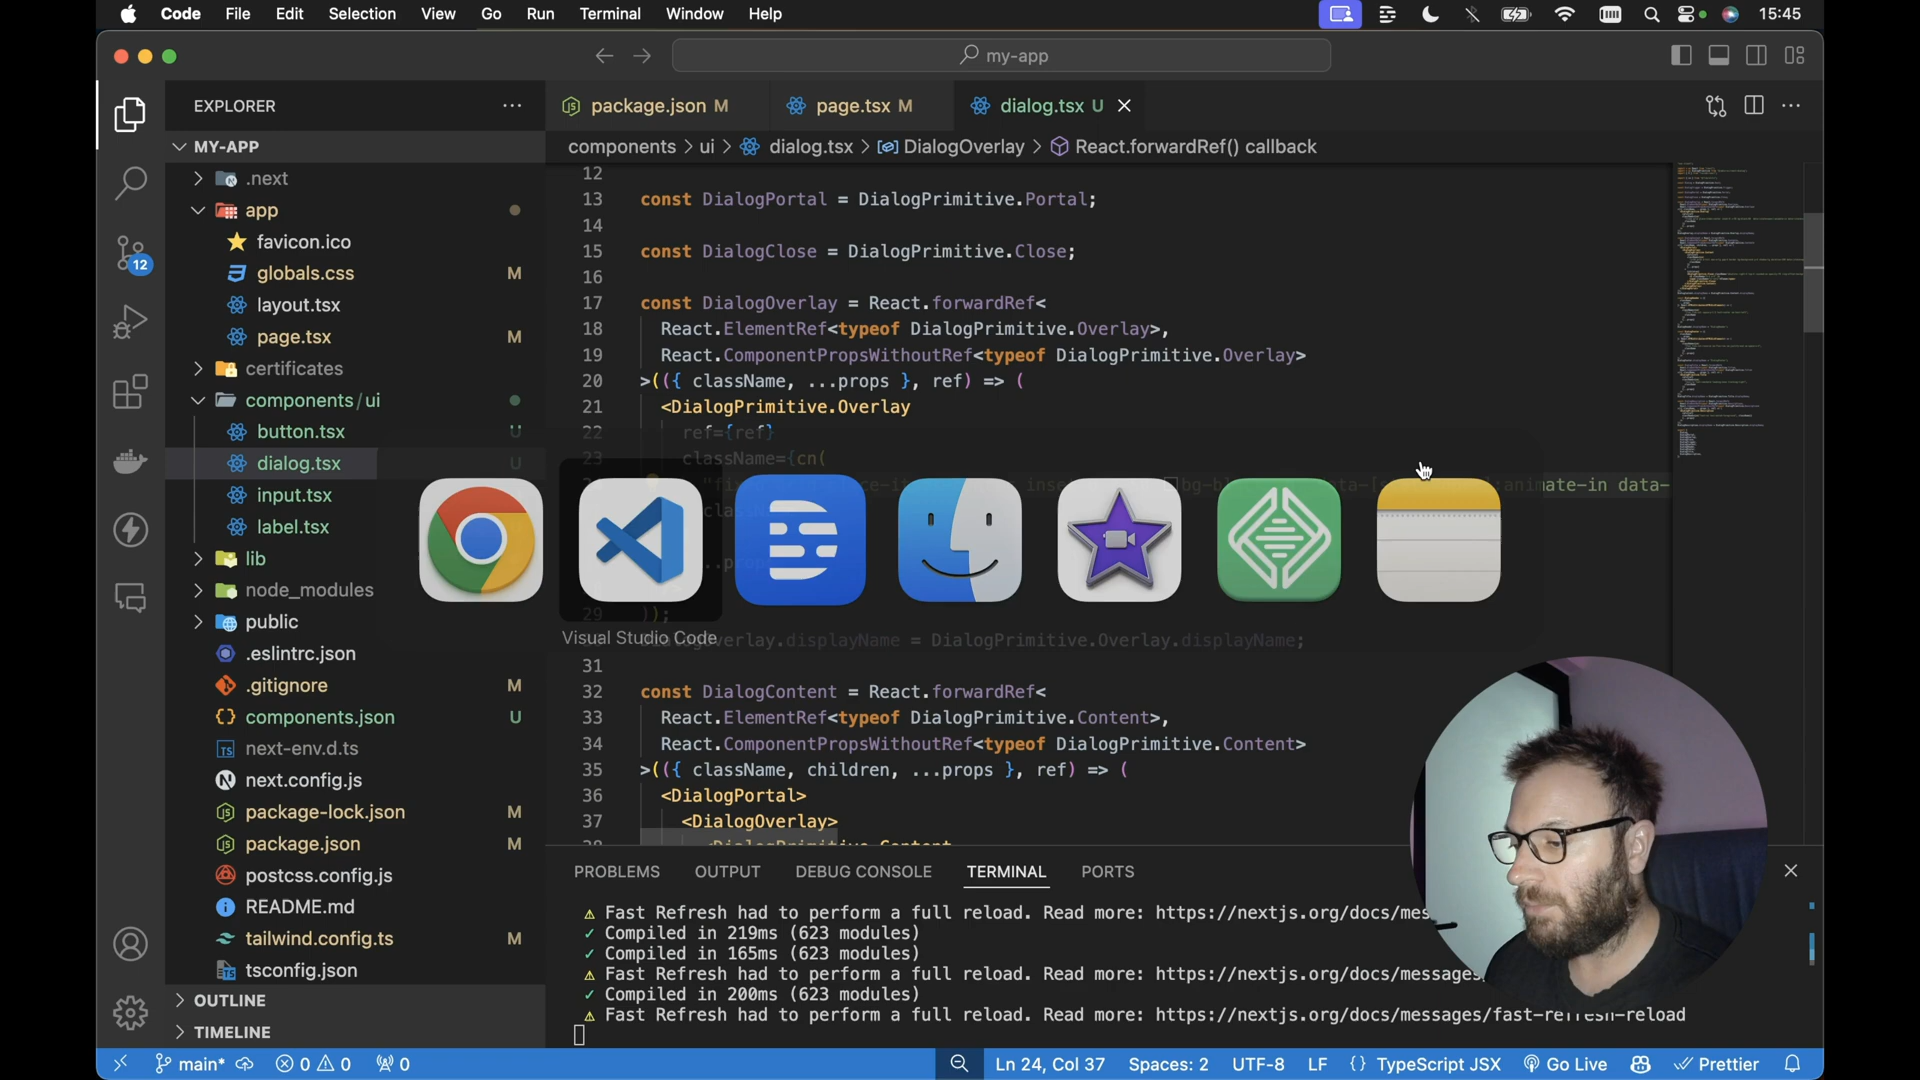 Code File Edit Selection View Go Run Terminal Window Help 15:45
my-app
EXPLORER
package.json M
page.tsx M
dialog.tsx U
MY-APP
components > ui > dialog.tsx > DialogOverlay > React.forwardRef() callback
.next
app
favicon.ico
globals.css M
layout.tsx
page.tsx M
certificates
components/ui
button.tsx U
dialog.tsx U
input.tsx
label.tsx
lib
node_modules
public
.eslintrc.json
.gitignore M
components.json U
next-env.d.ts
next.config.js
package-lock.json M
package.json M
postcss.config.js
README.md
tailwind.config.ts M
tsconfig.json
OUTLINE
TIMELINE
12
13 const DialogPortal = DialogPrimitive.Portal;
14
15 const DialogClose = DialogPrimitive.Close;
16
17 const DialogOverlay = React.forwardRef<
18 React.ElementRef<typeof DialogPrimitive.Overlay>,
19 React.ComponentPropsWithoutRef<typeof DialogPrimitive.Overlay>
20 >(({ className, ...props }, ref) => (
21 <DialogPrimitive.Overlay
22 ref={ref}
23 className={cn(
animate-in data-
Visual Studio Code
29 ));
Overlay.displayName = DialogPrimitive.Overlay.displayName;
31
32 const DialogContent = React.forwardRef<
33 React.ElementRef<typeof DialogPrimitive.Content>,
34 React.ComponentPropsWithoutRef<typeof DialogPrimitive.Content>
35 >(({ className, children, ...props }, ref) => (
36 <DialogPortal>
37 <DialogOverlay>
PROBLEMS OUTPUT DEBUG CONSOLE TERMINAL PORTS
⚠ Fast Refresh had to perform a full reload. Read more: https://nextjs.org/docs/mes
✓ Compiled in 219ms (623 modules)
✓ Compiled in 165ms (623 modules)
⚠ Fast Refresh had to perform a full reload. Read more: https://nextjs.org/docs/messages
✓ Compiled in 200ms (623 modules)
⚠ Fast Refresh had to perform a full reload. Read more: https://nextjs.org/docs/messages/fast-refresh-reload
12
main* 0 0 0 Ln 24, Col 37 Spaces: 2 UTF-8 LF {} TypeScript JSX Go Live Prettier